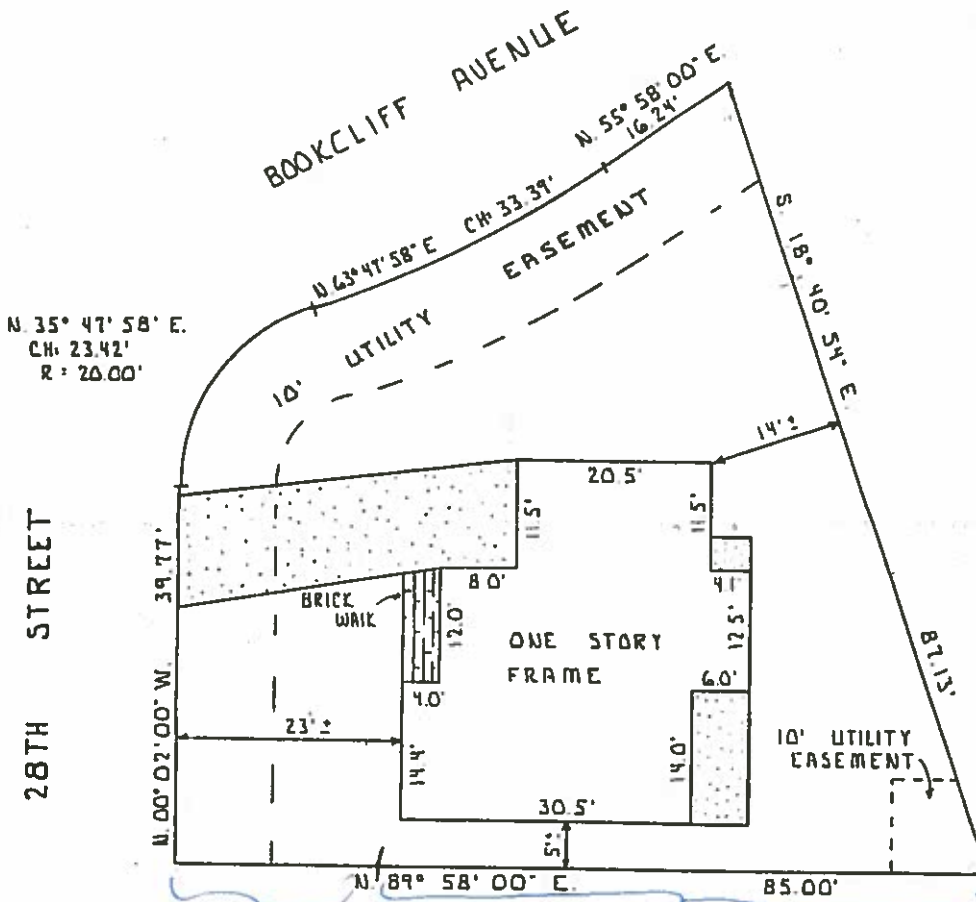 BOOKCLIFF AVENUE
N. 55° 58' 00" E.
16.24'
CH: 33.39'
N. 63° 47' 58" E
UTILITY EASEMENT
10'
N. 35° 47' 58' E.
CH: 23.42'
R = 20.00'
S. 18° 40' 54" E
87.13'
14' ±
20.5'
11.5'
11.5'
8.0'
4.1'
39.77'
N. 00° 02' 00" W.
28TH STREET
BRICK
WALK
12.0'
4.0'
ONE STORY
FRAME
12.5'
6.0'
14.0'
23' ±
14.4'
30.5'
5'
10' UTILITY
EASEMENT
N. 89° 58' 00" E.
85.00'